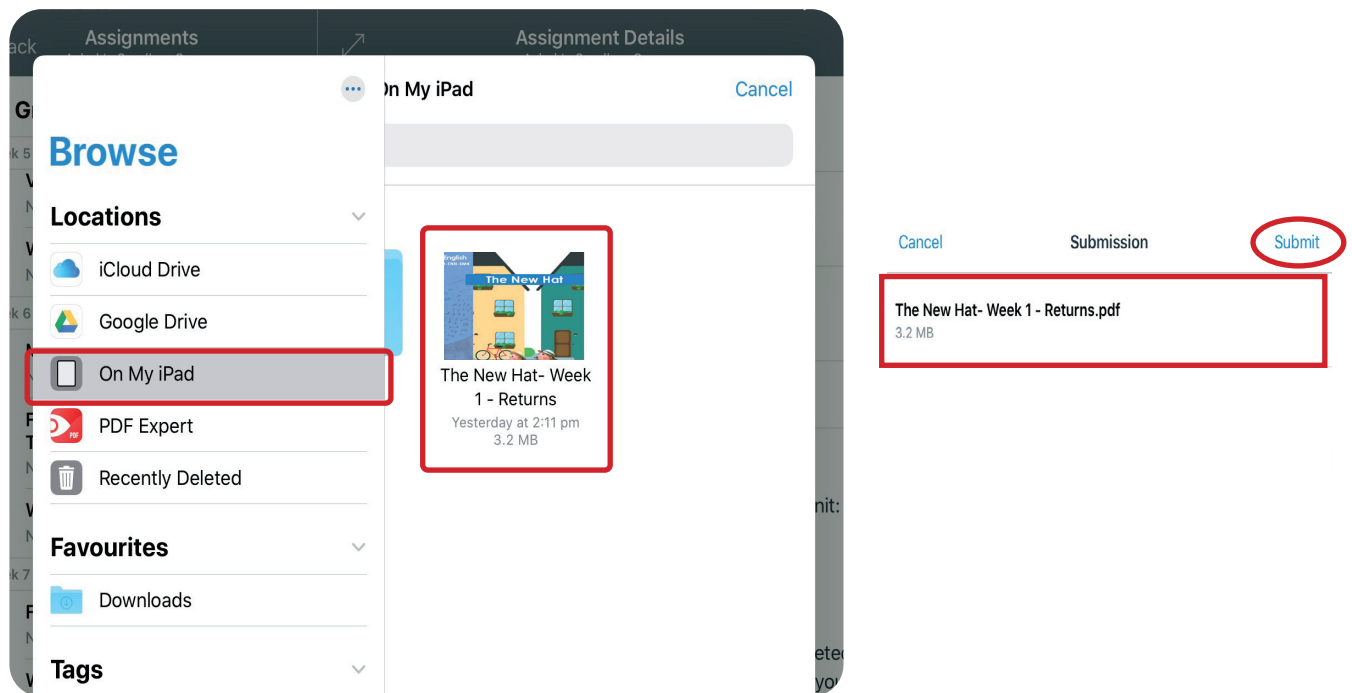 Assignments
Assignment Details
On My iPad
Cancel
Browse
Locations
iCloud Drive
Google Drive
On My iPad
PDF Expert
Recently Deleted
Favourites
Downloads
Tags
English
The New Hat
The New Hat- Week
1 - Returns
Yesterday at 2:11 pm
3.2 MB
nit:
Cancel
Submission
Submit
The New Hat- Week 1 - Returns.pdf
3.2 MB